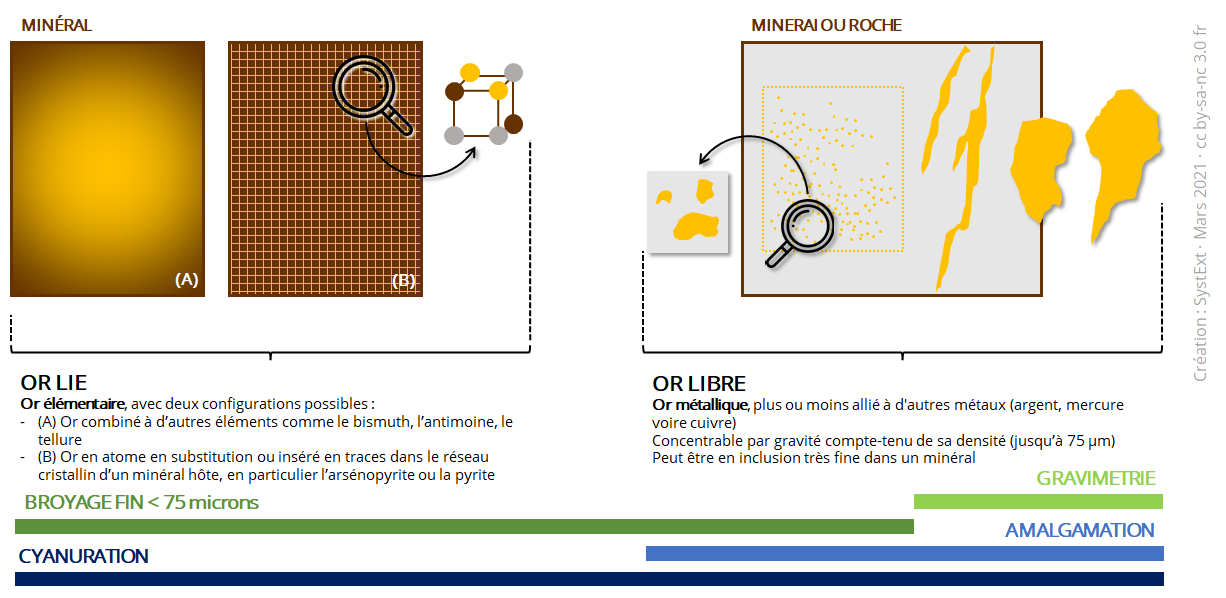 MINÉRAL
MINERAI OU ROCHE
(A)
(B)
Création : SystExt · Mars 2021 · cc by-sa-nc 3.0 fr
OR LIE
Or élémentaire, avec deux configurations possibles :
- (A) Or combiné à d'autres éléments comme le bismuth, l'antimoine, le
tellure
- (B) Or en atome en substitution ou inséré en traces dans le réseau
cristallin d'un minéral hôte, en particulier l'arsénopyrite ou la pyrite
OR LIBRE
Or métallique, plus ou moins allié à d'autres métaux (argent, mercure
voire cuivre)
Concentrable par gravité compte-tenu de sa densité (jusqu'à 75 µm)
Peut être en inclusion très fine dans un minéral
GRAVIMETRIE
BROYAGE FIN < 75 microns
AMALGAMATION
CYANURATION